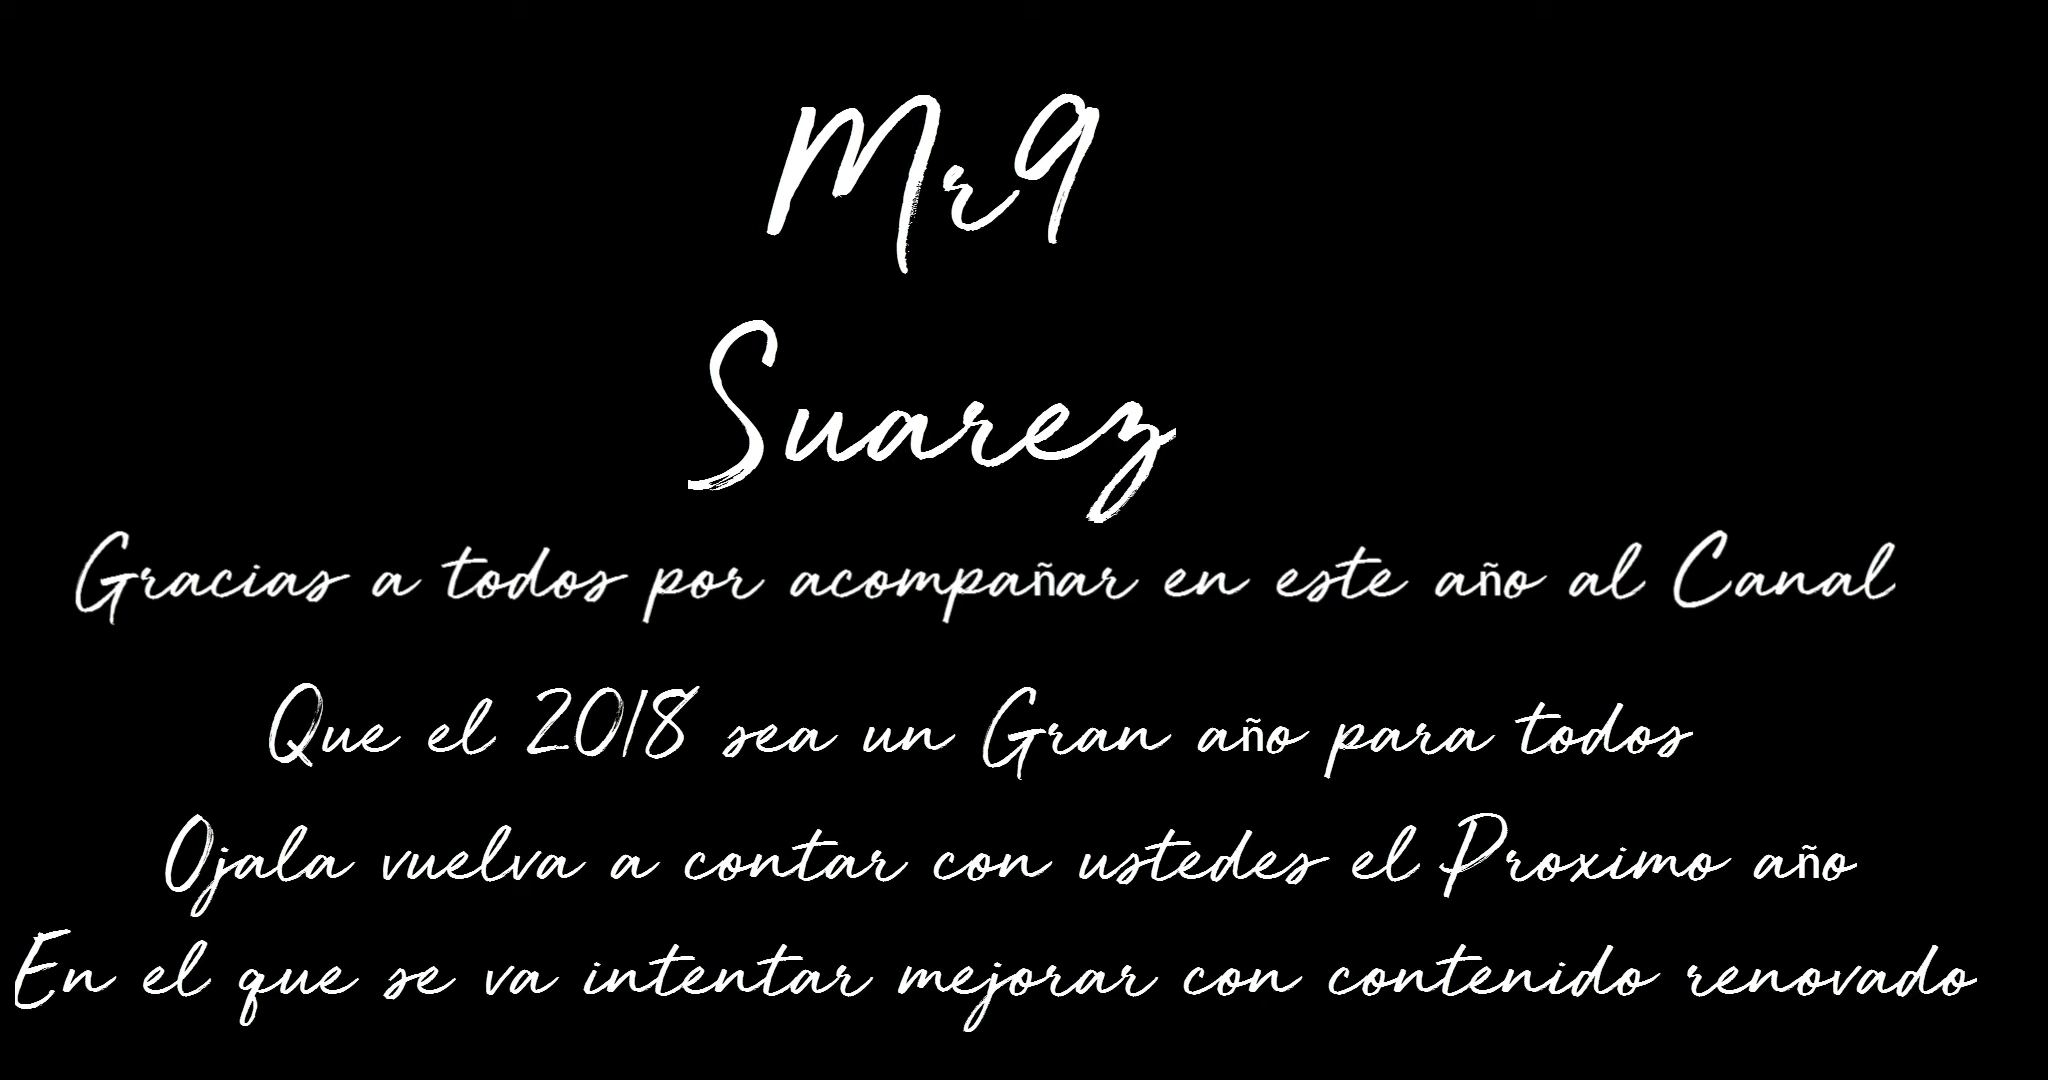 Mr9
Suarez
Gracias a todos por acompañar en este año al Canal
Que el 2018 sea un Gran año para todos
Ojala vuelva a contar con ustedes el Proximo año
En el que se va intentar mejorar con contenido renovado